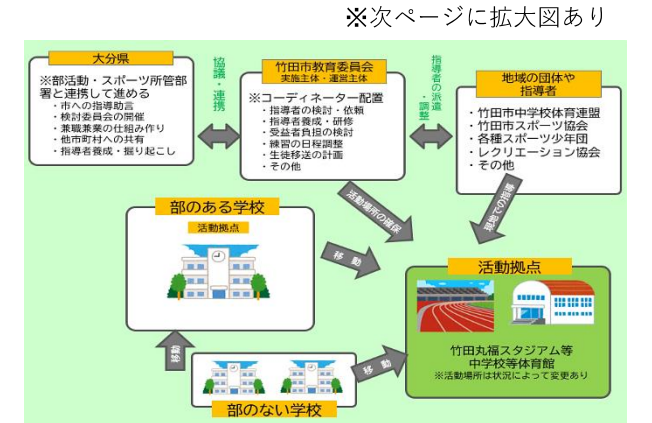 ※次ページに拡大図あり
大分県
※部活動・スポーツ所管部
署と連携して進める
・市への指導助言
・検討委員会の開催
・兼職兼業の仕組み作り
・他市町村への共有
・指導者養成・掘り起こし
協議・連携
竹田市教育委員会
実施主体・運営主体
※コーディネーター配置
・指導者の検討・依頼
・指導者養成・研修
・受益者負担の検討
・練習の日程調整
・生徒移送の計画
・その他
指導者の派遣
・調整
地域の団体や
指導者
・竹田市中学校体育連盟
・竹田市スポーツ協会
・各種スポーツ少年団
・レクリエーション協会
・その他
部のある学校
活動拠点
活動場所の確保
現地での指導
移動
活動拠点
竹田丸福スタジアム等
中学校等体育館
※活動場所は状況によって変更あり
移動
移動
部のない学校